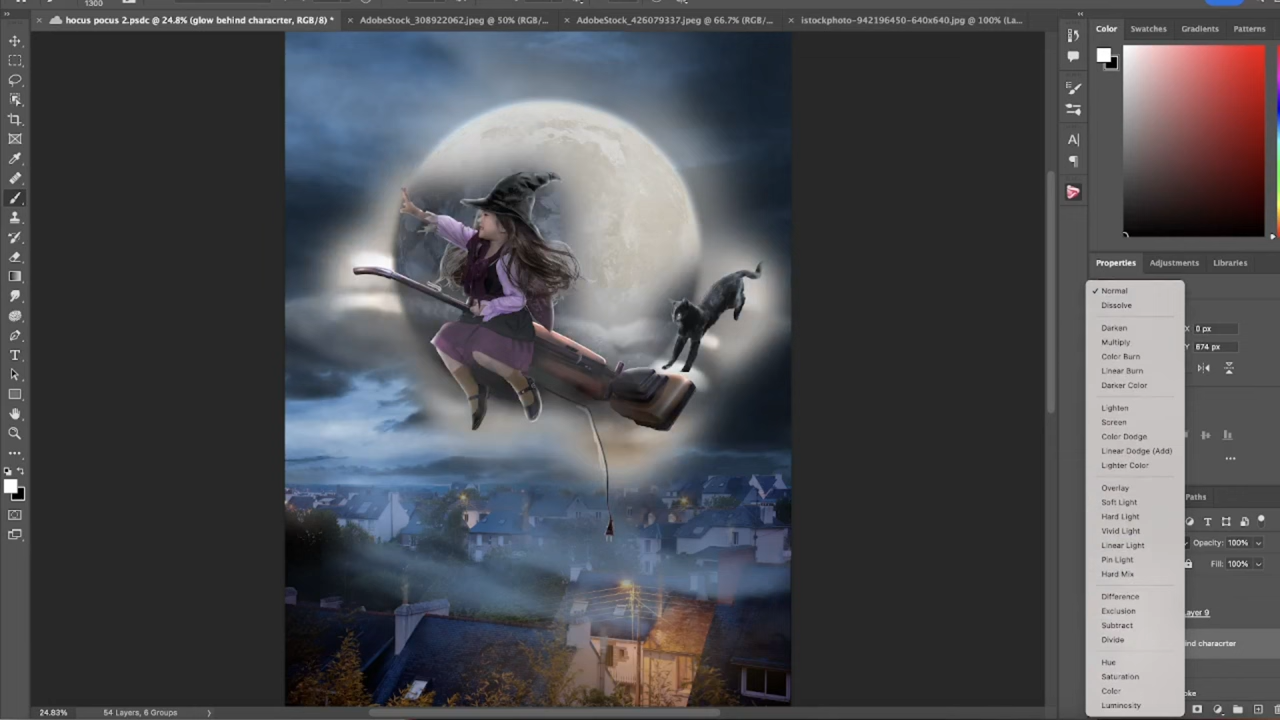 1300
hocus pocus 2.psdc @ 24.8% (glow behind characrter, RGB/8) *
AdobeStock_308922062.jpeg @ 50% (RGB/...
AdobeStock_426079337.jpeg @ 66.7% (RGB/...
istockphoto-942196450-640x640.jpg @ 100% (La...
Color
Swatches
Gradients
Patterns
Properties
Adjustments
Libraries
Normal
Dissolve
Darken
Multiply
Color Burn
Linear Burn
Darker Color
Lighten
Screen
Color Dodge
Linear Dodge (Add)
Lighter Color
Overlay
Soft Light
Hard Light
Vivid Light
Linear Light
Pin Light
Hard Mix
Difference
Exclusion
Subtract
Divide
Hue
Saturation
Color
Luminosity
X 0 px
Y 674 px
Paths
Opacity: 100%
Fill: 100%
ayer 9
ind characrter
oke
24.83%
54 Layers, 6 Groups